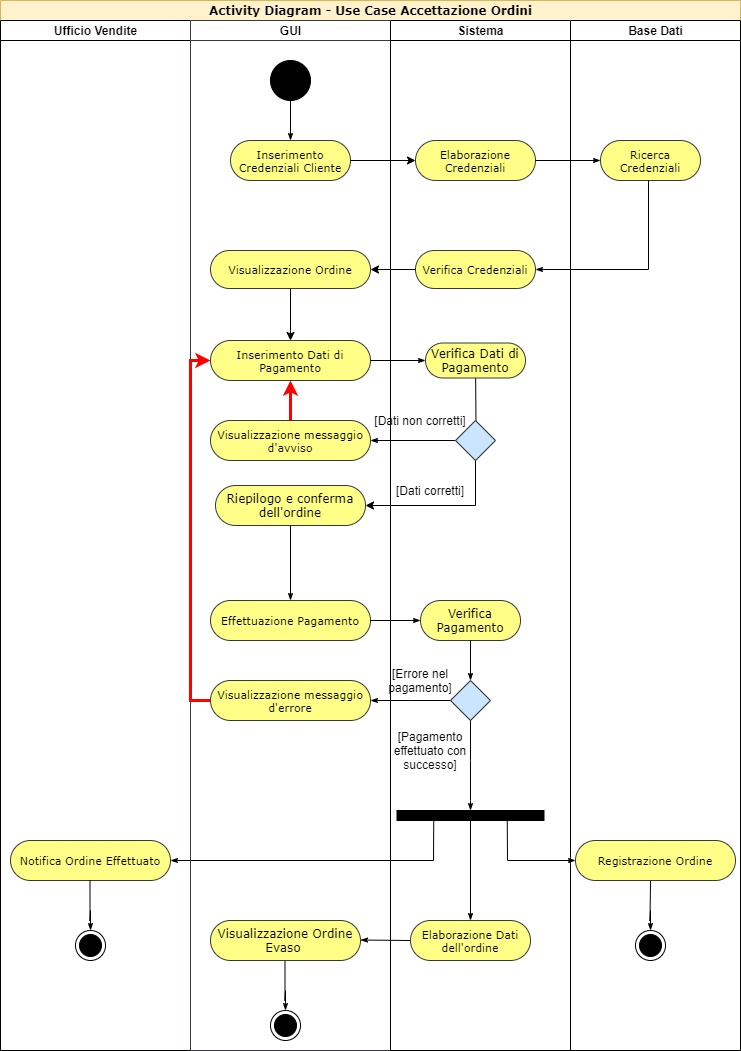 Activity Diagram - Use Case Accettazione Ordini
Ufficio Vendite
GUI
Sistema
Base Dati
Inserimento
Credenziali Cliente
Elaborazione
Credenziali
Ricerca
Credenziali
Visualizzazione Ordine
Verifica Credenziali
Inserimento Dati di
Pagamento
Verifica Dati di
Pagamento
[Dati non corretti]
Visualizzazione messaggio
d'avviso
[Dati corretti]
Riepilogo e conferma
dell'ordine
Effettuazione Pagamento
Verifica
Pagamento
[Errore nel
pagamento]
Visualizzazione messaggio
d'errore
[Pagamento
effettuato con
successo]
Notifica Ordine Effettuato
Registrazione Ordine
Visualizzazione Ordine
Evaso
Elaborazione Dati
dell'ordine